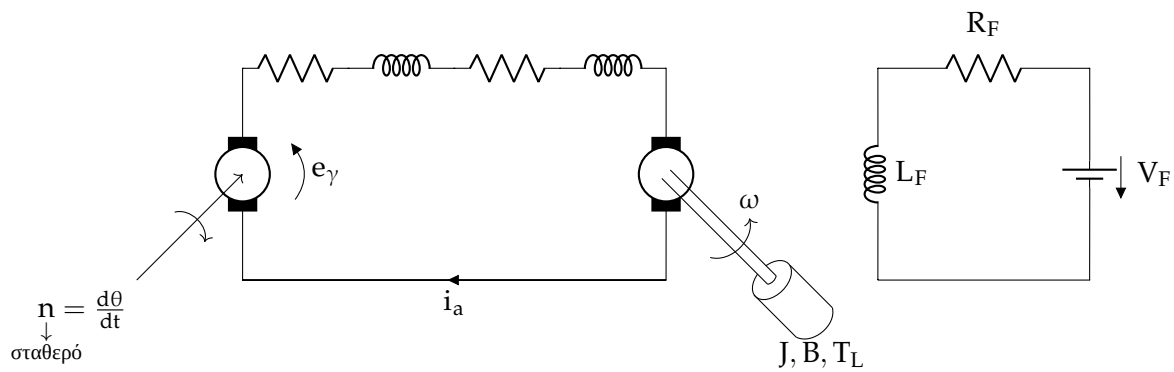 R_F
e_γ
ω
L_F
V_F
i_a
n = dθ/dt
↓
σταθερό
J, B, T_L